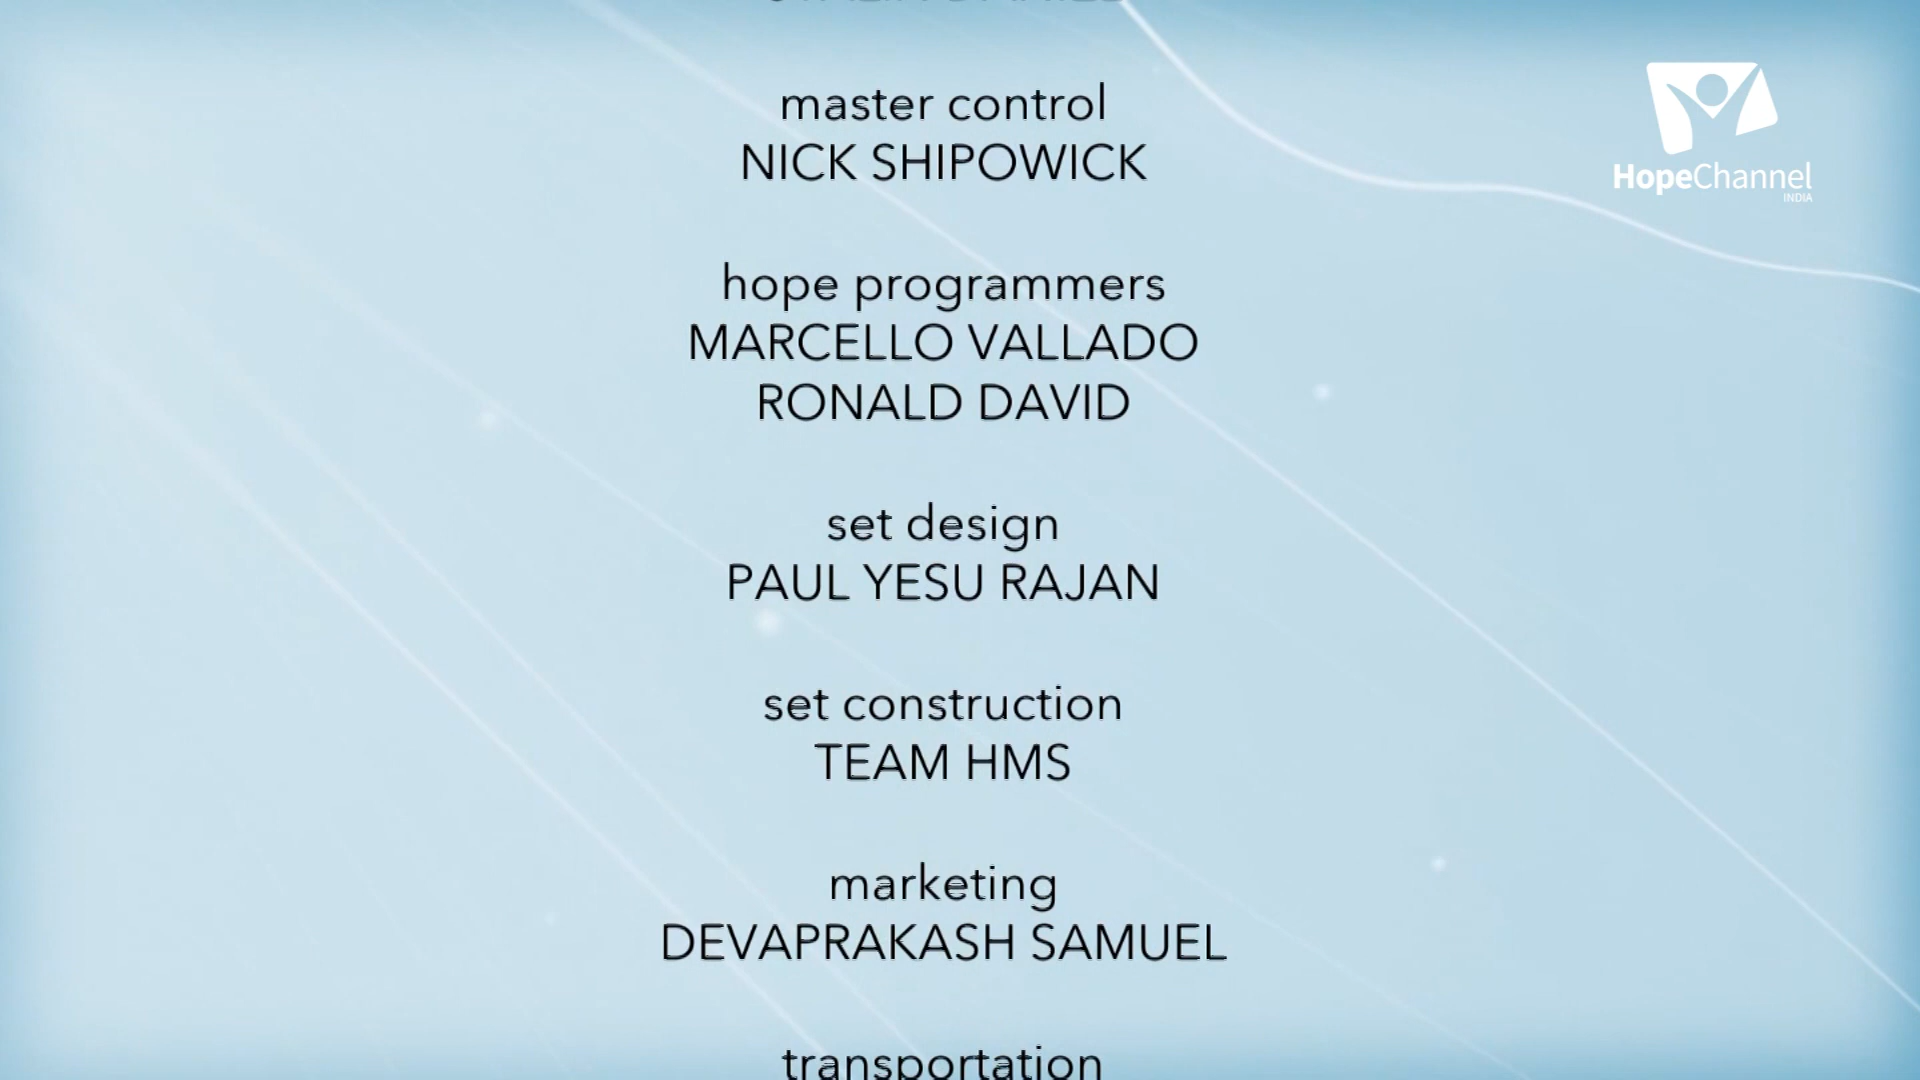 master control
NICK SHIPOWICK
HopeChannel
INDIA
hope programmers
MARCELLO VALLADO
RONALD DAVID
set design
PAUL YESU RAJAN
set construction
TEAM HMS
marketing
DEVAPRAKASH SAMUEL
transportation